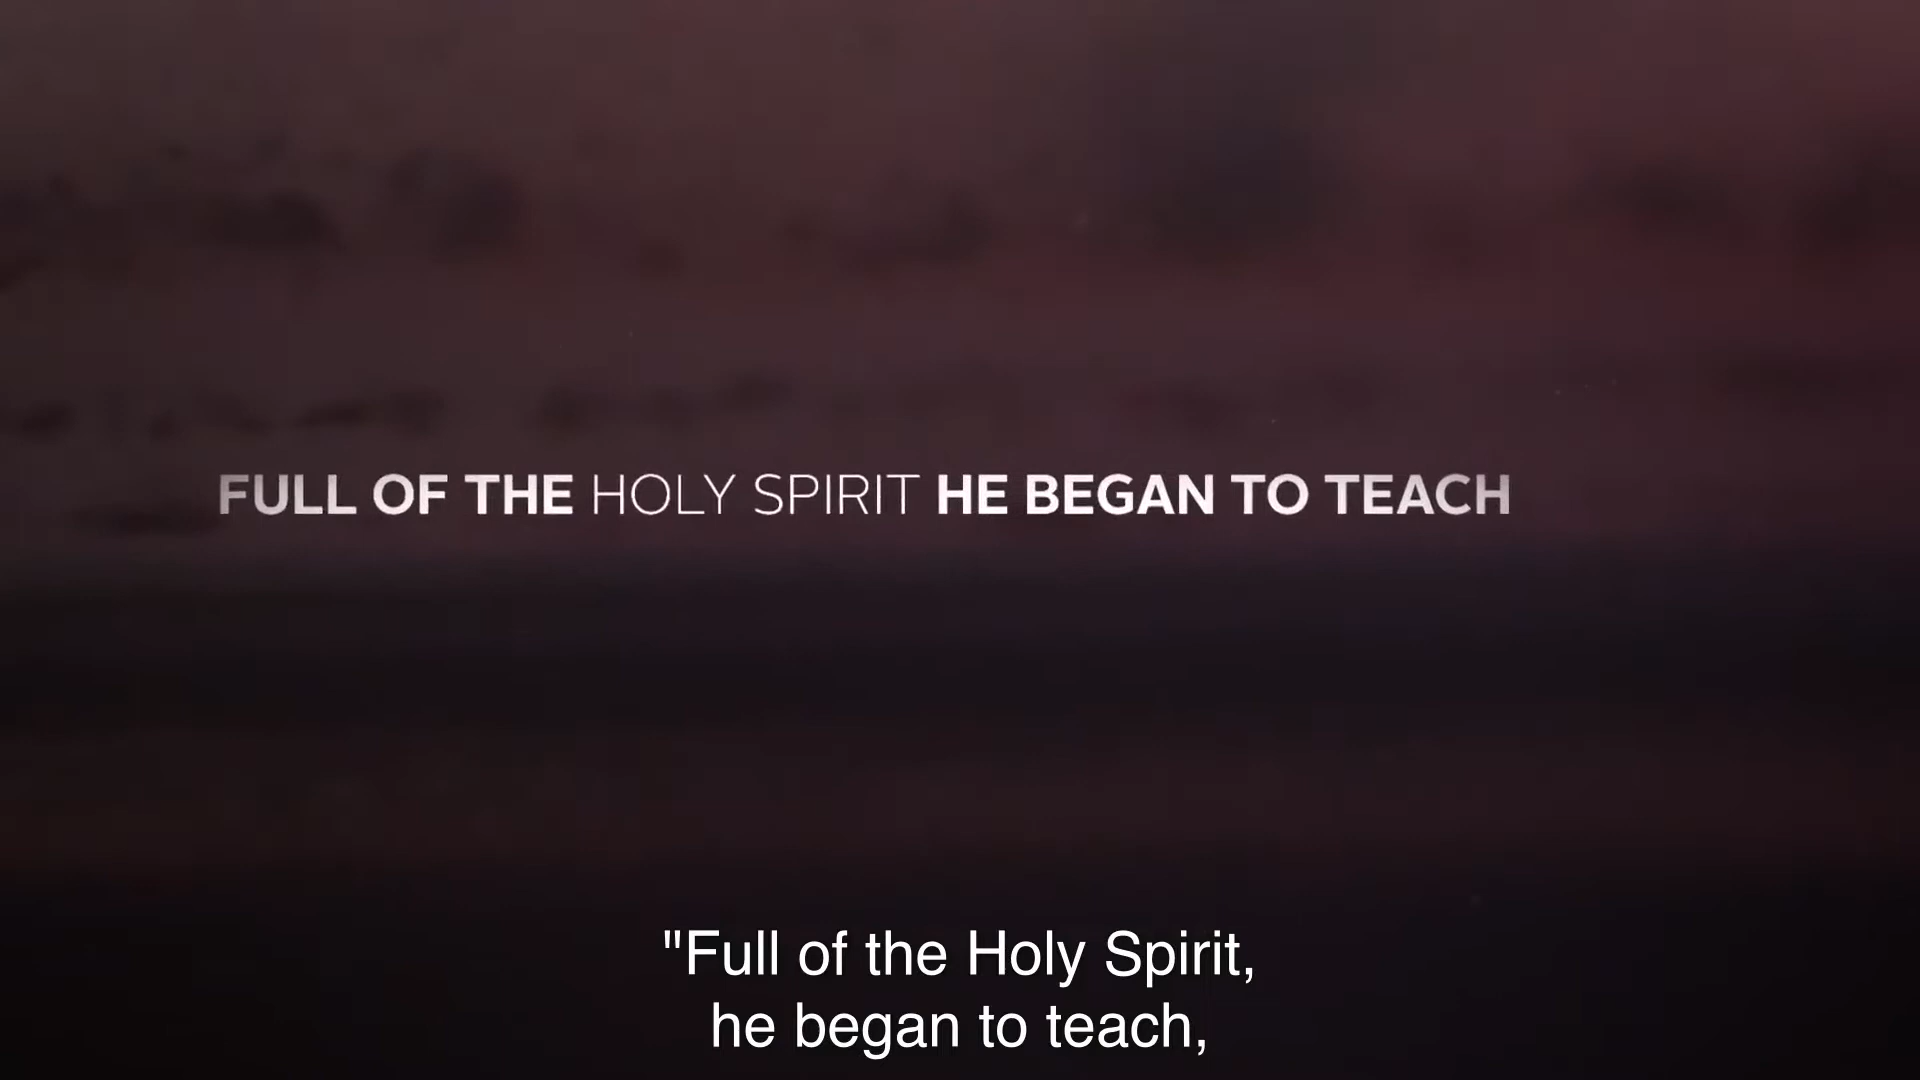 FULL OF THE HOLY SPIRIT HE BEGAN TO TEACH
"Full of the Holy Spirit,
he began to teach,